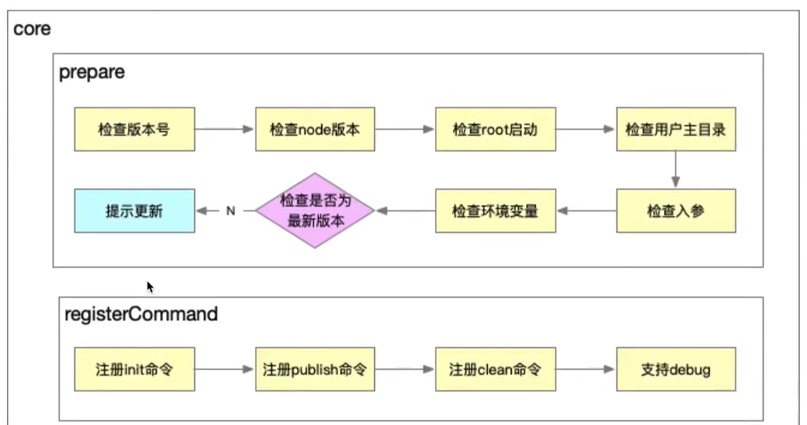 core
prepare
检查版本号
检查node版本
检查root启动
检查用户主目录
检查入参
检查环境变量
检查是否为
最新版本
N
提示更新
registerCommand
注册init命令
注册publish命令
注册clean命令
支持debug